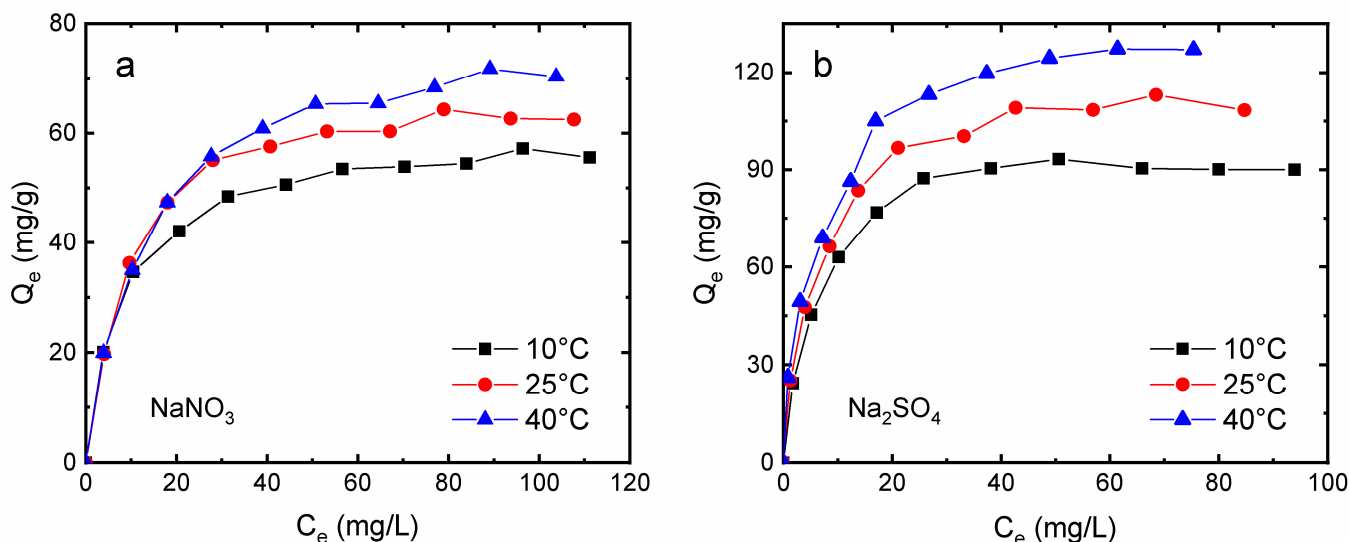 a
80
60
40
20
0
Qₑ (mg/g)
10°C
25°C
40°C
NaNO₃
0 20 40 60 80 100 120
Cₑ (mg/L)
b
120
90
60
30
0
Qₑ (mg/g)
10°C
25°C
40°C
Na₂SO₄
0 20 40 60 80 100
Cₑ (mg/L)